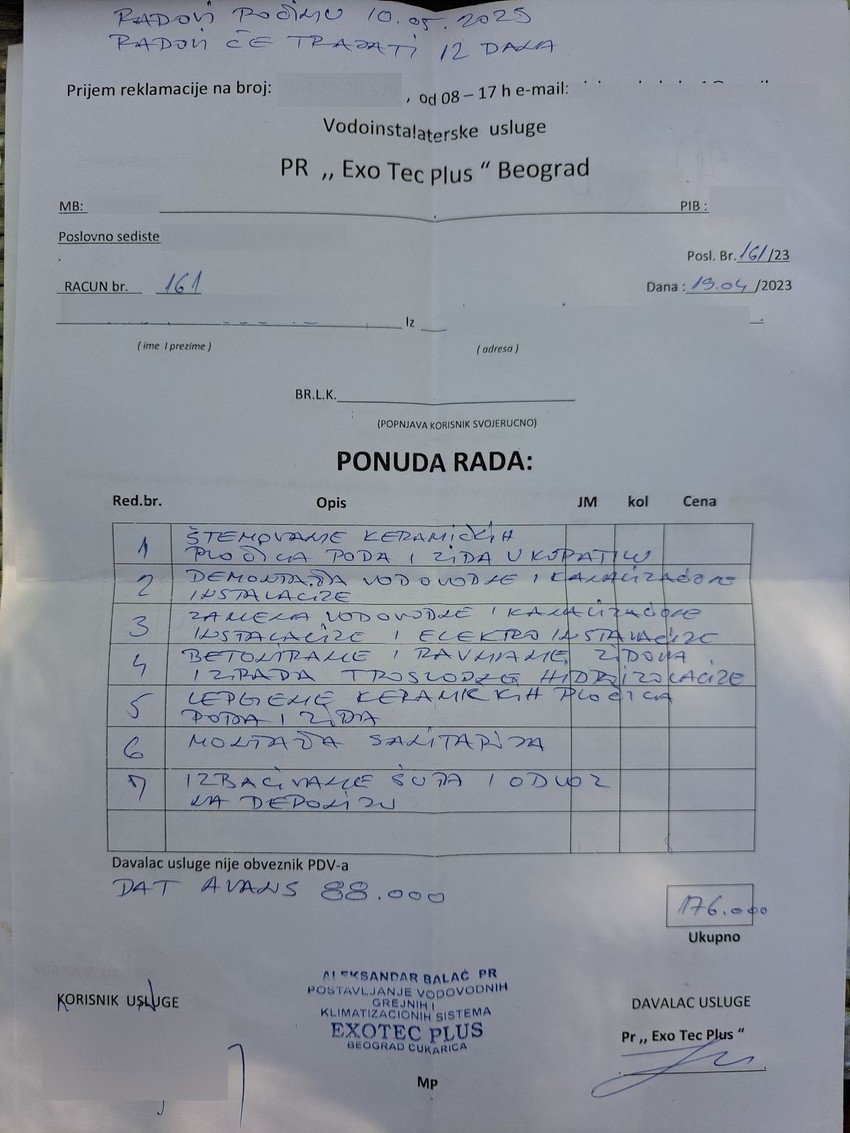 RADOVI POČINJU 10.05.2023
RADOVI ĆE TRAJATI 12 DANA
Prijem reklamacije na broj: , od 08 – 17 h e-mail:
Vodoinstalaterske usluge
PR „ Exo Tec Plus “ Beograd
MB: PIB :
Poslovno sediste
Posl. Br. 161/23
RACUN br. 161
Dana : 19.04/2023
Iz
( ime I prezime ) ( adresa )
BR.L.K.
(POPNJAVA KORISNIK SVOJERUCNO)
PONUDA RADA:
Red.br. Opis JM kol Cena
1 ŠTEMOVANJE KERAMIČKIH
PLOČICA PODA I ZIDA U KUPATILU
2 DEMONTAŽA VODOVODNE I KANALIZACIONE
INSTALACIJE
3 ZAMENA VODOVODNE I KANALIZACIONE
INSTALACIJE I ELEKTRO INSTALACIJE
4 BETONIRANJE I RAVNANJE ZIDOVA
IZRADA TROSLOJNE HIDROIZOLACIJE
5 LEPLJENJE KERAMIČKIH PLOČICA
PODA I ZIDA
6 MONTAŽA SANITARIJA
7 IZBACIVANJE ŠUTA I ODVOZ
NA DEPONIJU
Davalac usluge nije obveznik PDV-a
DAT AVANS 88.000
176.000
Ukupno
KORISNIK USLUGE
ALEKSANDAR BALAĆ PR
POSTAVLJANJE VODOVODNIH
GREJNIH I
KLIMATIZACIONIH SISTEMA
EXOTEC PLUS
BEOGRAD CUKARICA
Mp
DAVALAC USLUGE
Pr „ Exo Tec Plus “